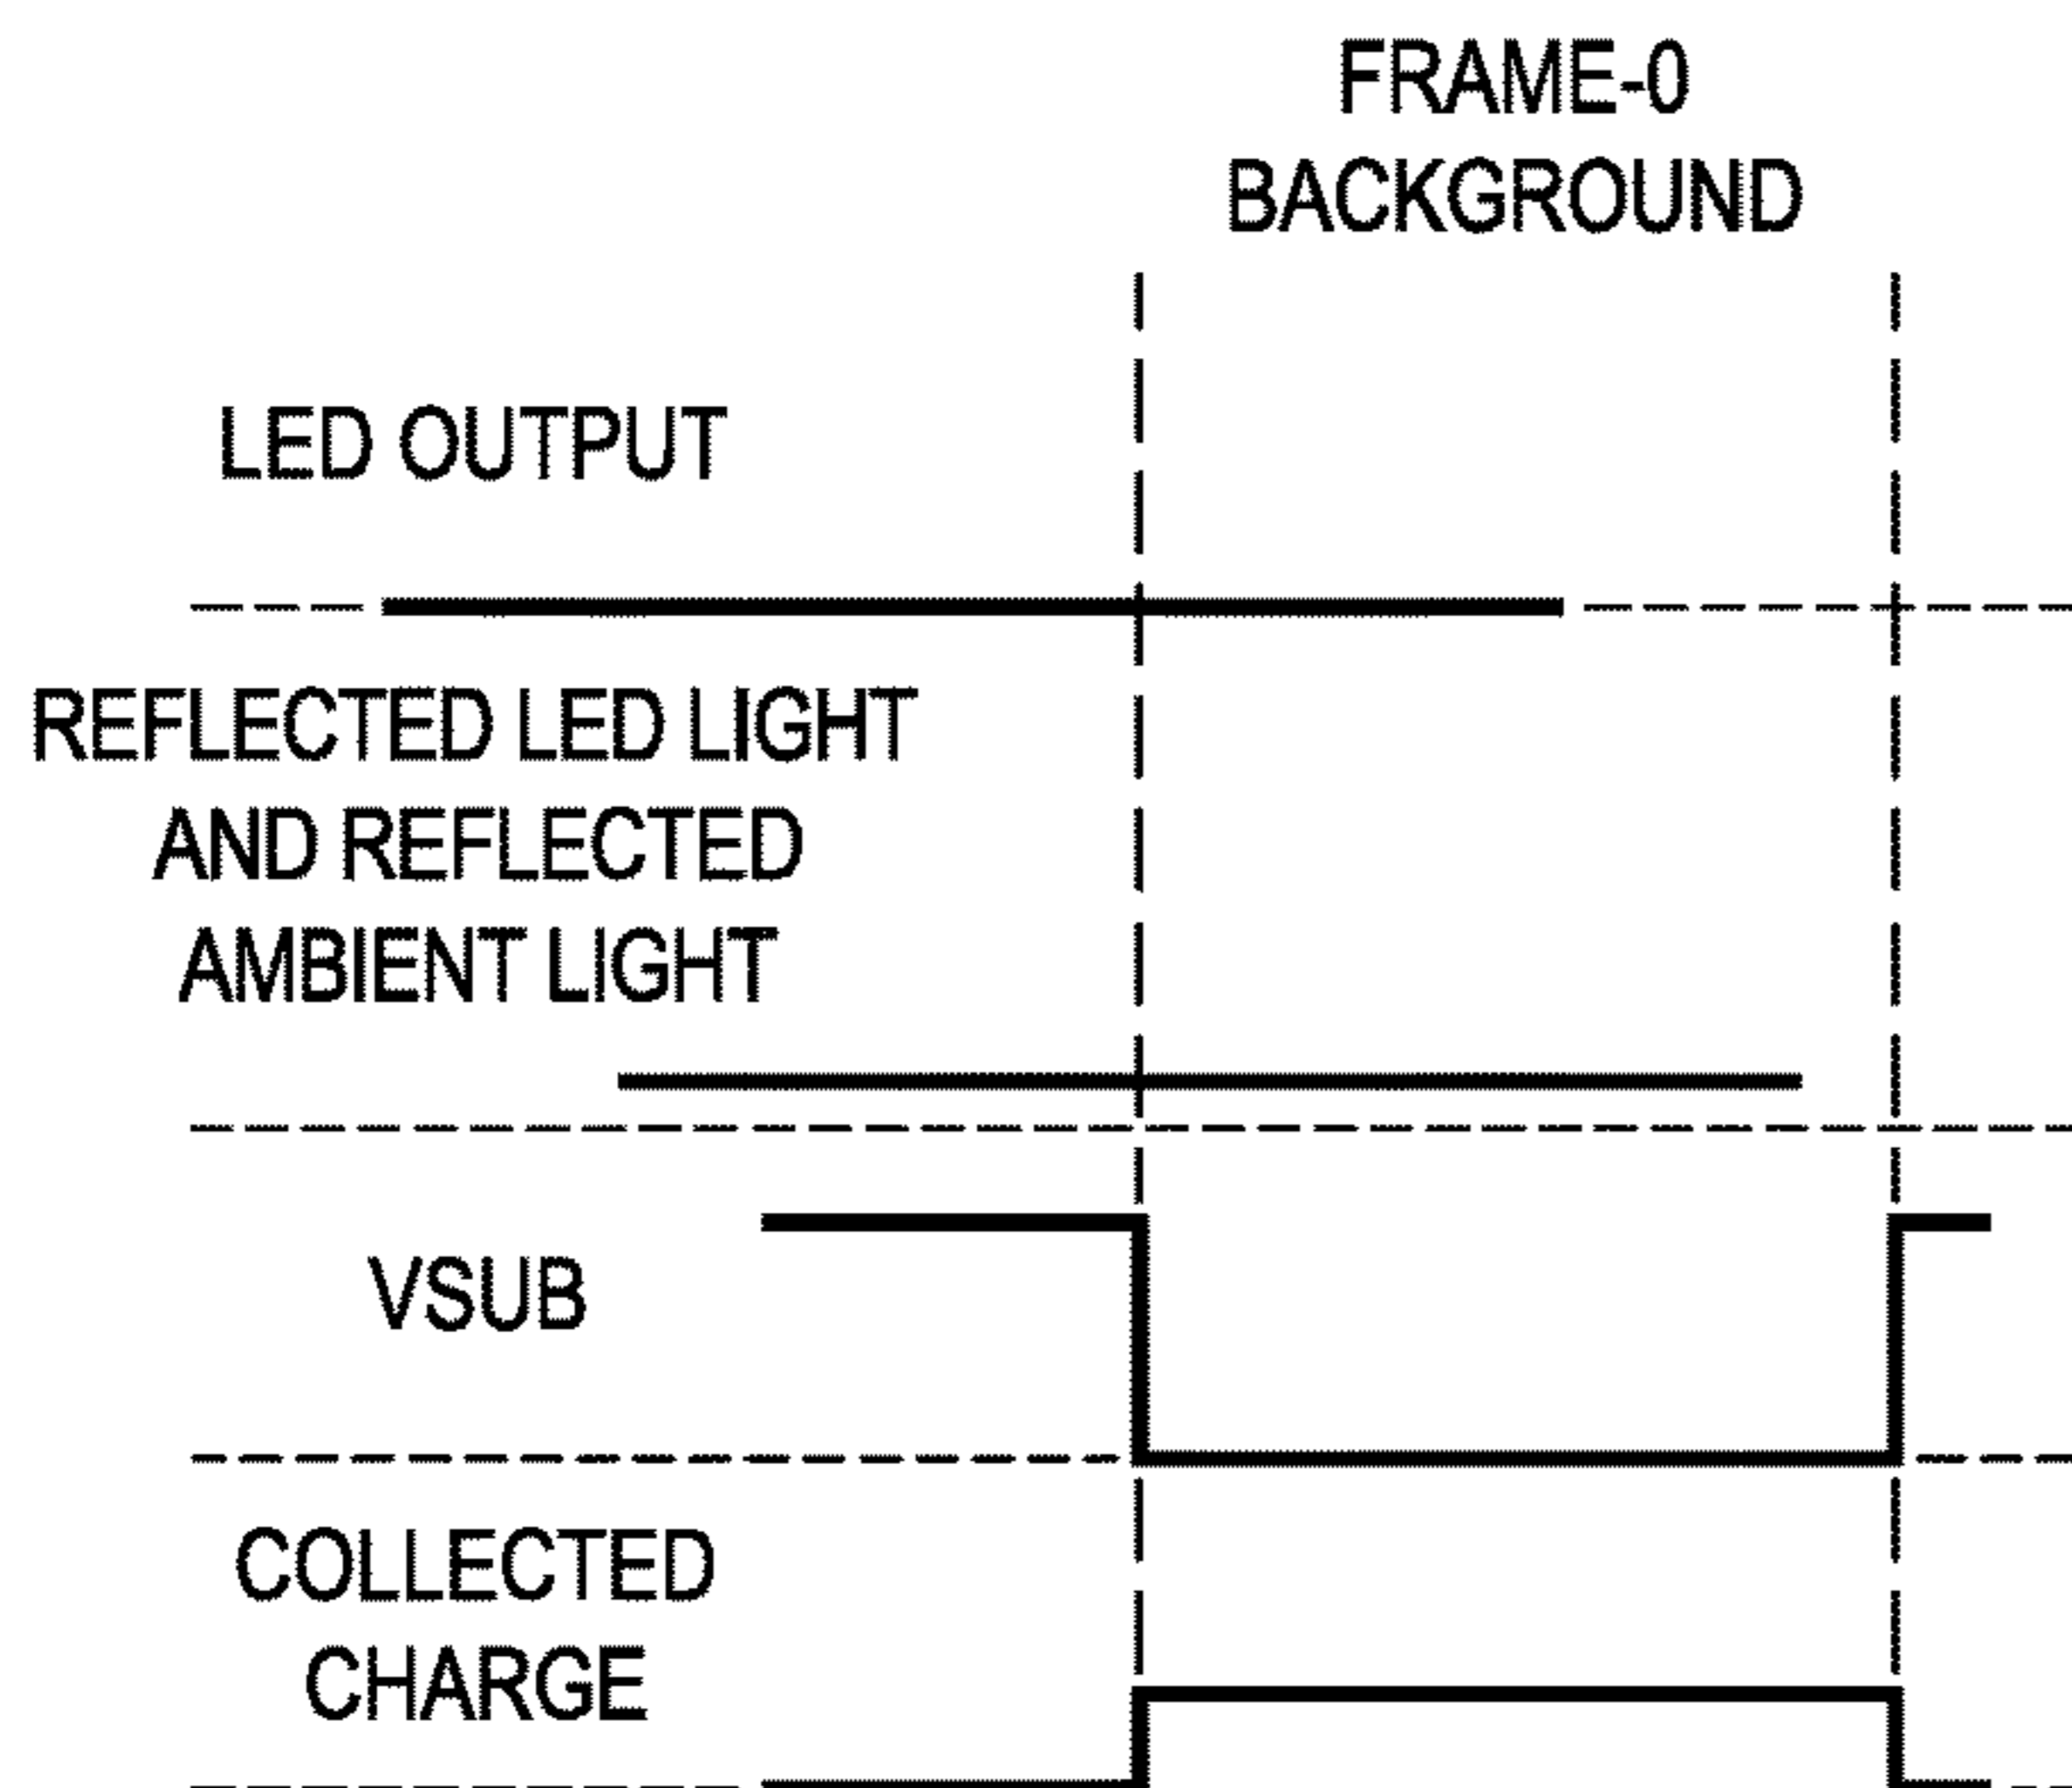 FRAME-0
BACKGROUND
LED OUTPUT
REFLECTED LED LIGHT
AND REFLECTED
AMBIENT LIGHT
VSUB
COLLECTED
CHARGE